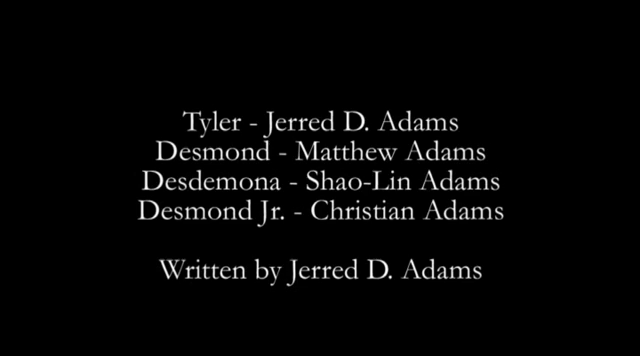 Tyler - Jerred D. Adams
Desmond - Matthew Adams
Desdemona - Shao-Lin Adams
Desmond Jr. - Christian Adams
Written by Jerred D. Adams